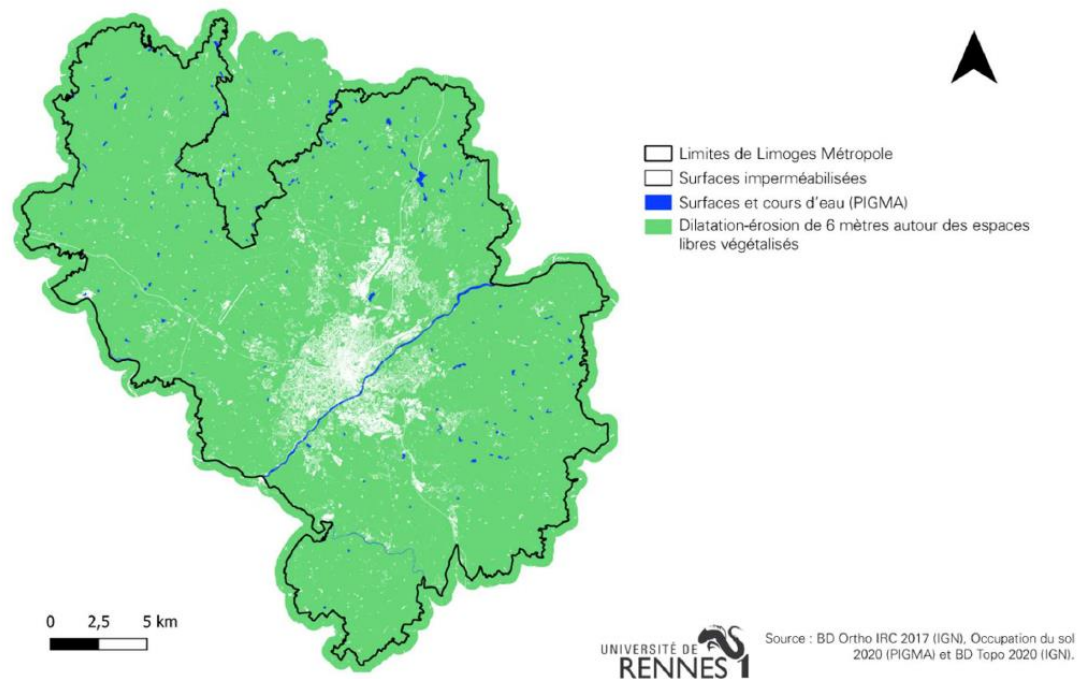 Limites de Limoges Métropole
Surfaces imperméabilisées
Surfaces et cours d'eau (PIGMA)
Dilatation-érosion de 6 mètres autour des espaces
libres végétalisés
0 2,5 5 km
UNIVERSITÉ DE
RENNES 1
Source : BD Ortho IRC 2017 (IGN), Occupation du sol
2020 (PIGMA) et BD Topo 2020 (IGN).